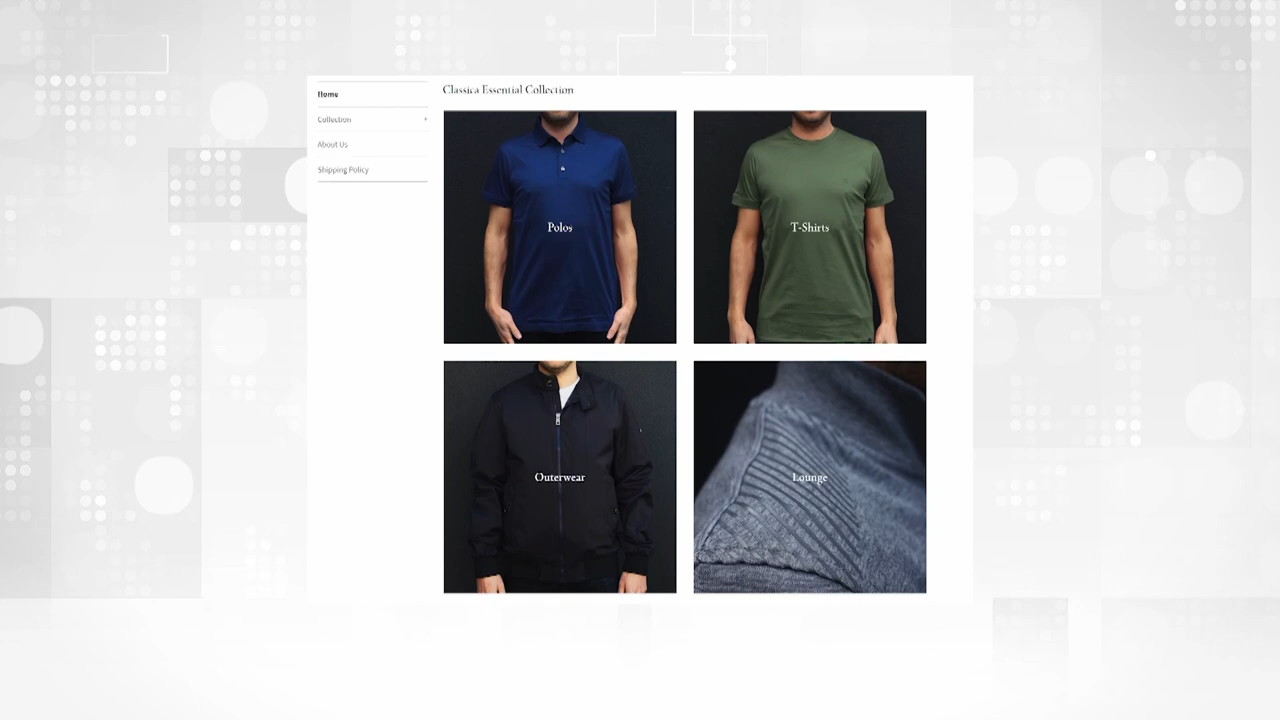 Home
Collection +
About Us
Shipping Policy
Classica Essential Collection
Polos
T-Shirts
Outerwear
Lounge